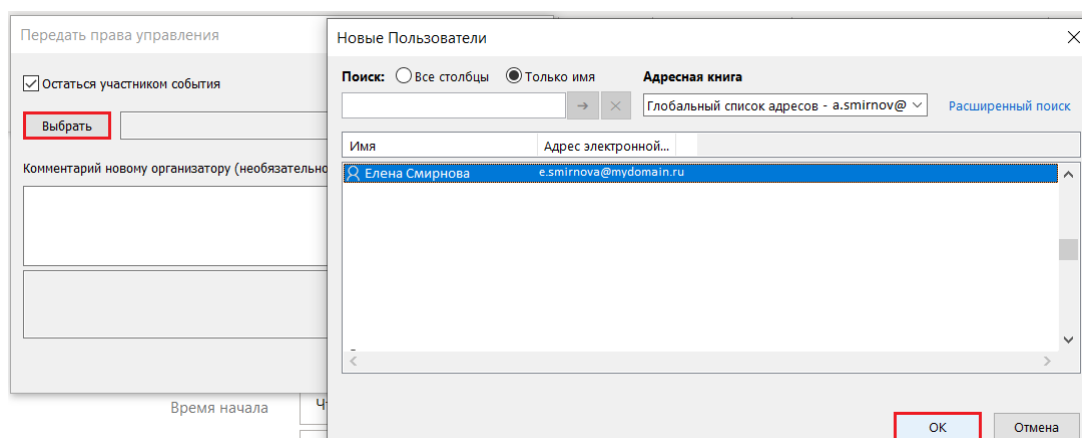 Передать права управления
Остаться участником события
Выбрать
Комментарий новому организатору (необязательно
Время начала
Новые Пользователи
Поиск: Все столбцы Только имя Адресная книга
Глобальный список адресов - a.smirnov@ Расширенный поиск
Имя Адрес электронной...
Елена Смирнова e.smirnova@mydomain.ru
ОК Отмена